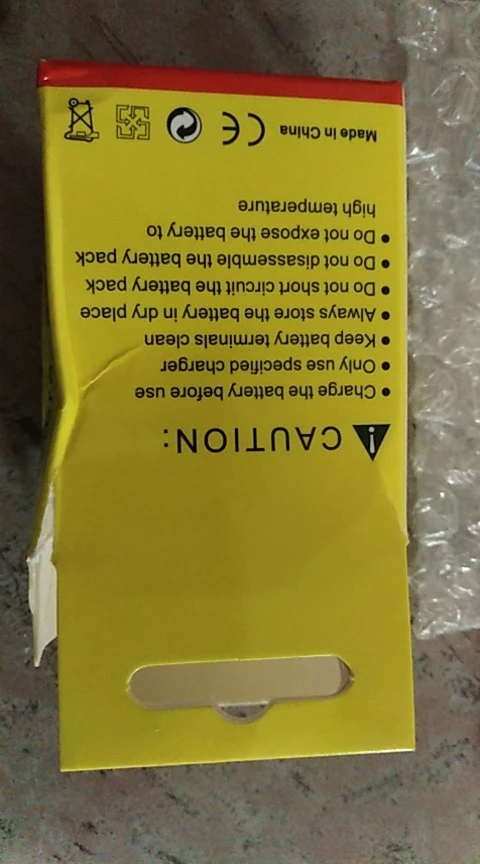 CAUTION:
• Charge the battery before use
• Only use specified charger
• Keep battery terminals clean
• Always store the battery in dry place
• Do not short circuit the battery pack
• Do not disassemble the battery pack
• Do not expose the battery to
high temperature
Made in China CE